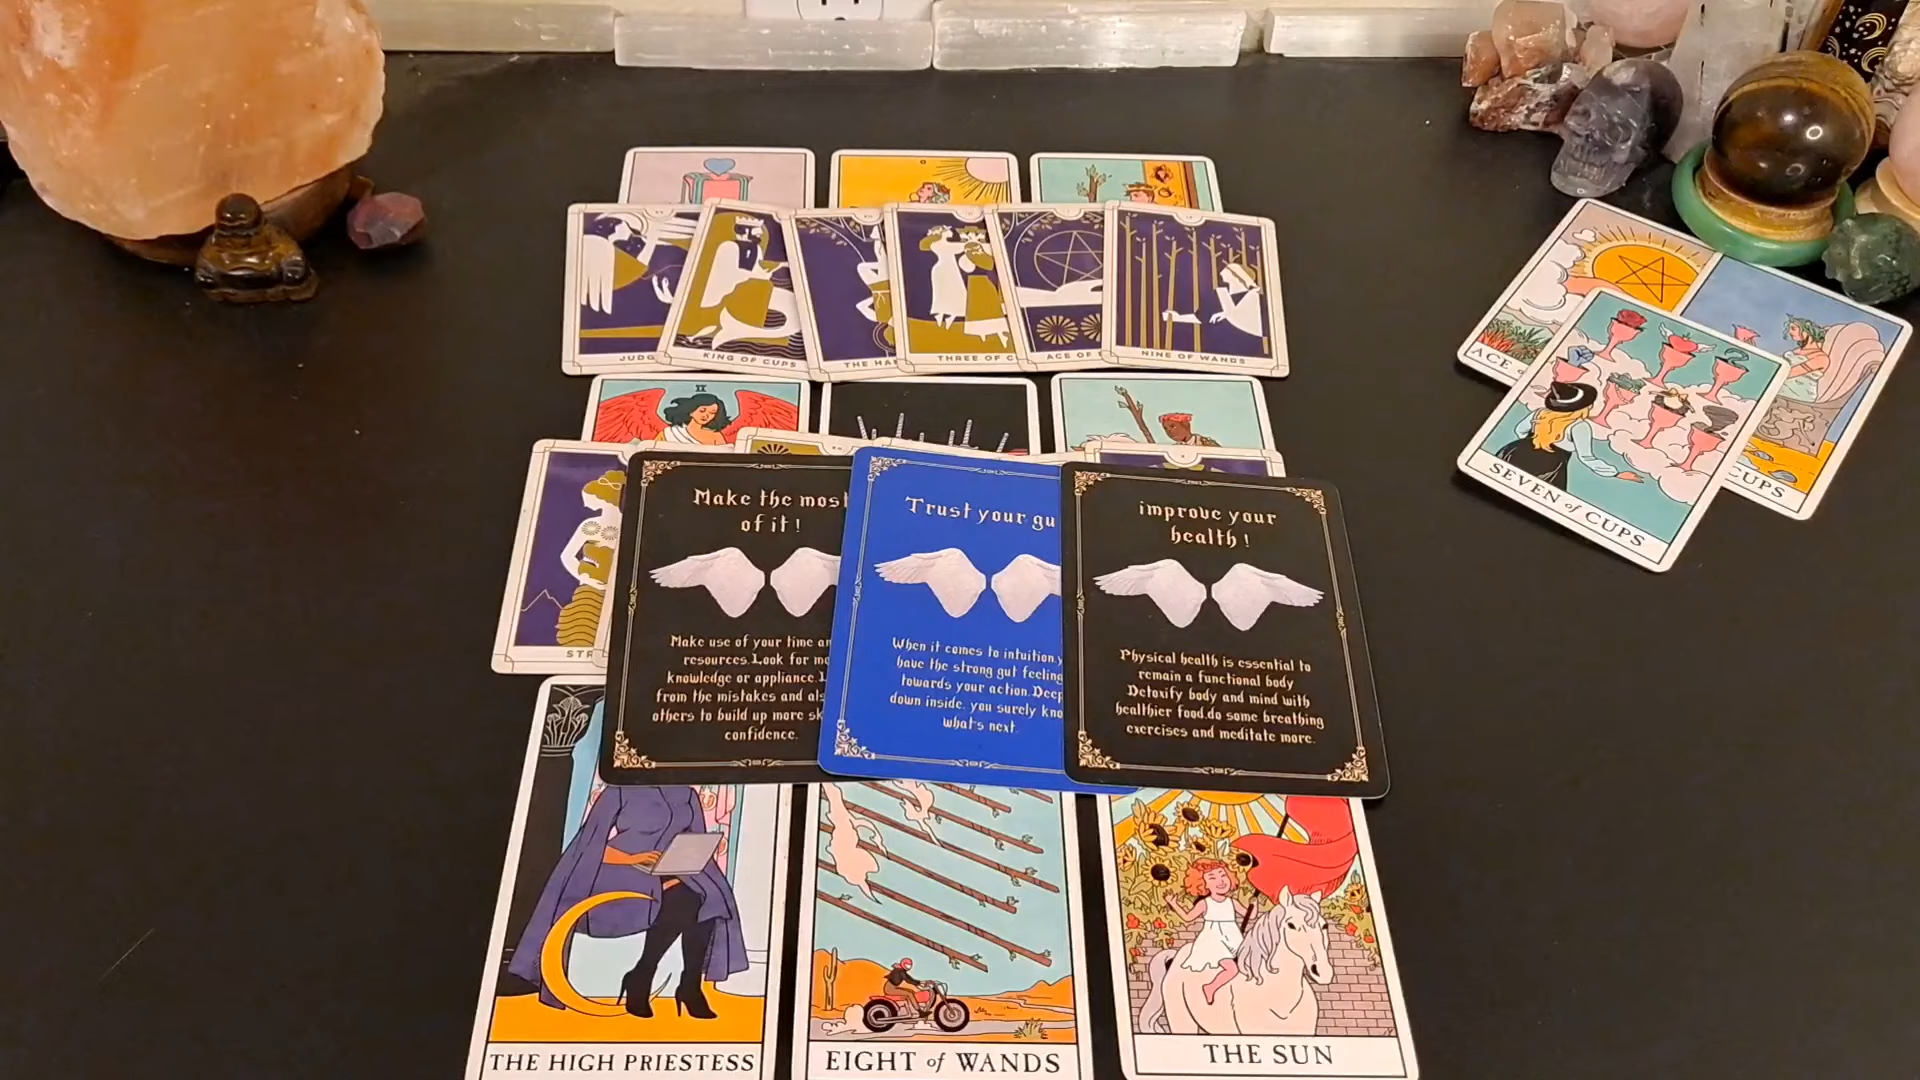 JUDG
KING OF CUPS
THE HA
THREE OF C
ACE OF
NINE OF WANDS
ACE
CUPS
SEVEN of CUPS
II
STR
Make the most
of it!
Make use of your time an
resources.Look for mo
knowledge or appliance.L
from the mistakes and als
others to build up more sk
confidence.
Trust your gu
When it comes to intuition,y
have the strong gut feeling
towards your action.Deep
down inside, you surely kno
what's next.
improve your
health!
Physical health is essential to
remain a functional body
Detoxify body and mind with
healthier food,do some breathing
exercises and meditate more.
THE HIGH PRIESTESS
EIGHT of WANDS
THE SUN